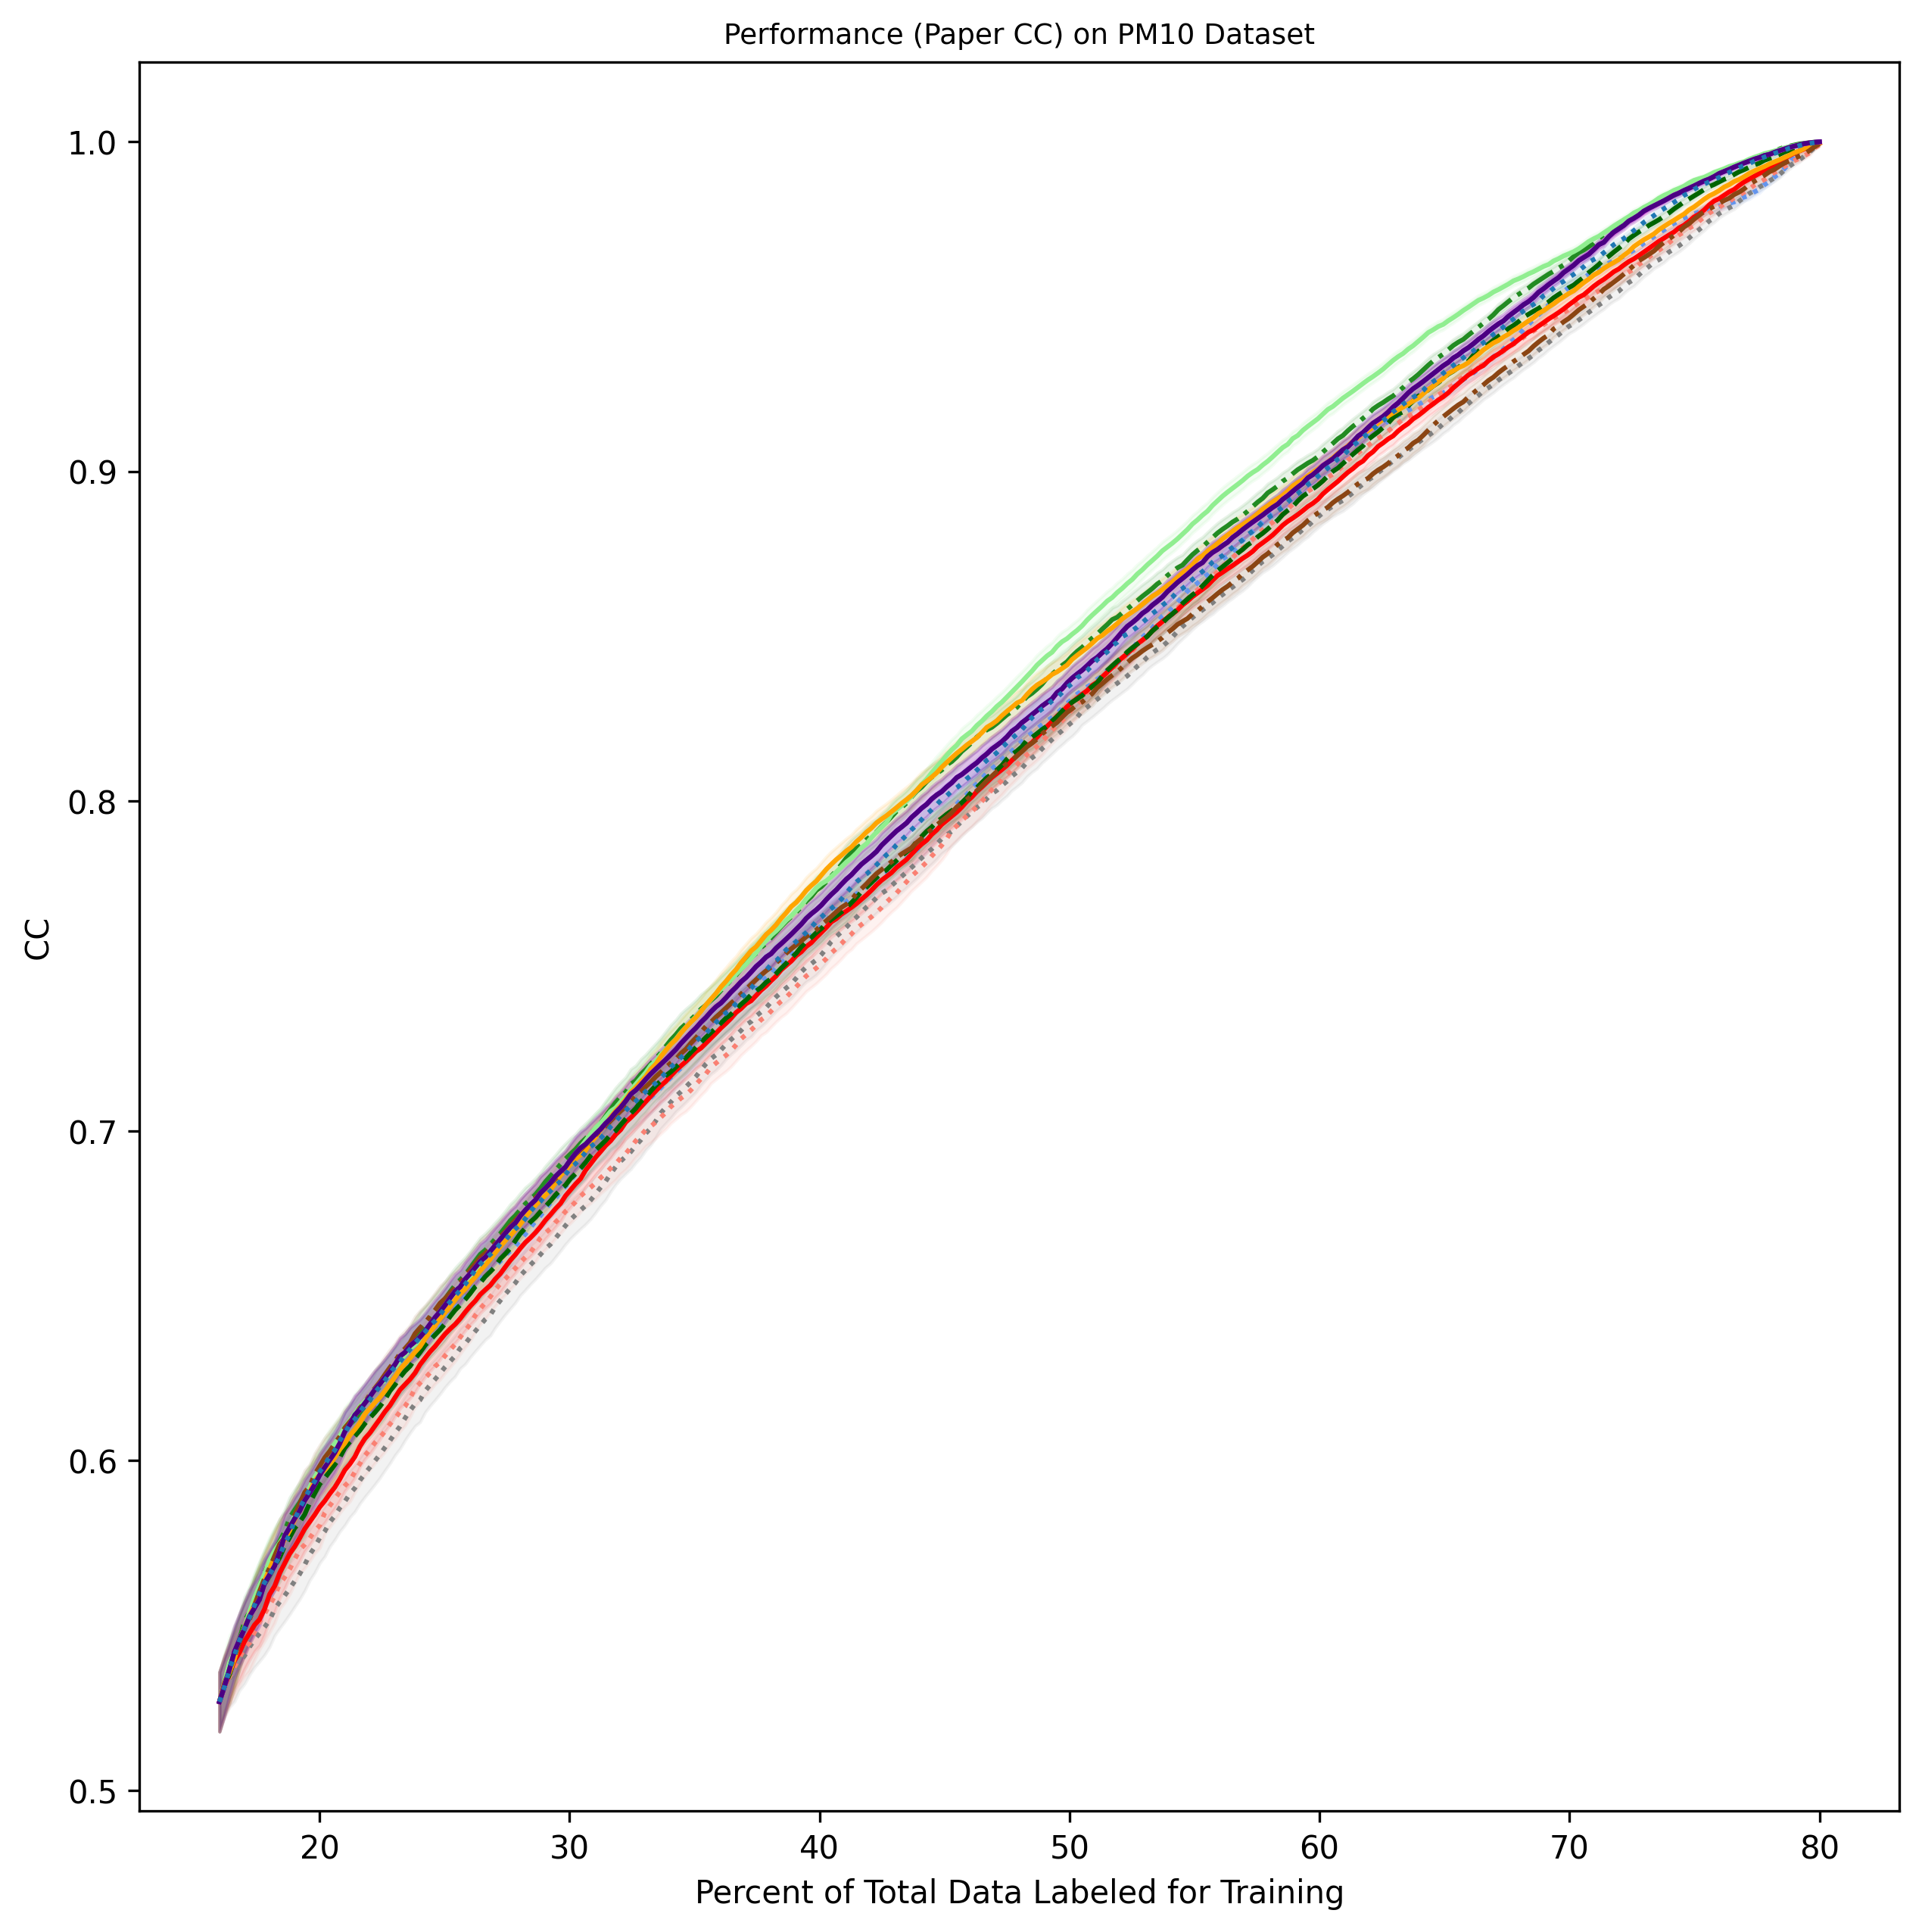 Performance (Paper CC) on PM10 Dataset
1.0
0.9
0.8
0.7
0.6
0.5
CC
20 30 40 50 60 70 80
Percent of Total Data Labeled for Training